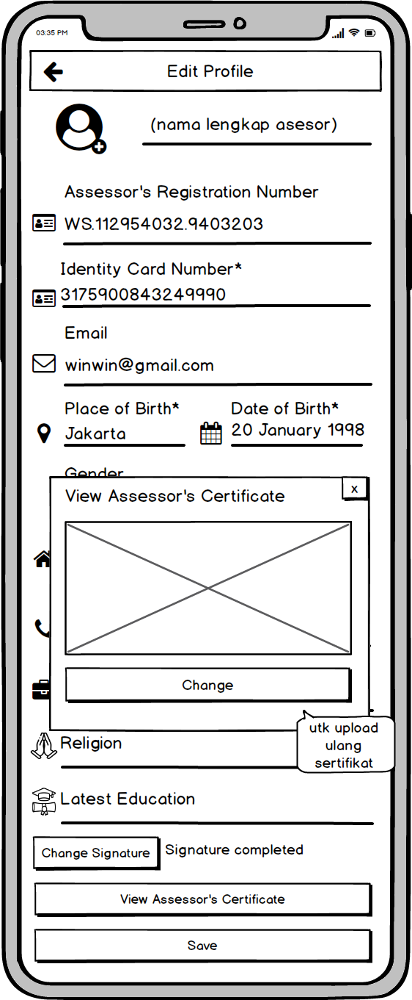 03:35 PM
Edit Profile
(nama lengkap asesor)
Assessor's Registration Number
WS.112954032.9403203
Identity Card Number*
3175900843249990
Email
winwin@gmail.com
Place of Birth*
Date of Birth*
Jakarta
20 January 1998
Gender
View Assessor's Certificate
x
Change
utk upload
ulang
sertifikat
Religion
Latest Education
Change Signature
Signature completed
View Assessor's Certificate
Save